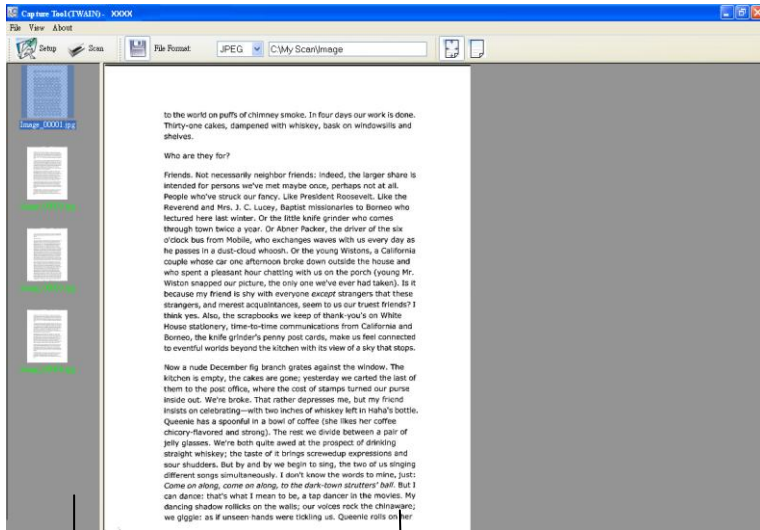 Capture Tool(TWAIN) - XXXX
File View About
Setup Scan File Format: JPEG C:\My Scan\Image
Image_00001.jpg
to the world on puffs of chimney smoke. In four days our work is done.
Thirty-one cakes, dampened with whiskey, bask on windowsills and
shelves.
Who are they for?
Friends. Not necessarily neighbor friends: indeed, the larger share is
intended for persons we've met maybe once, perhaps not at all.
People who've struck our fancy. Like President Roosevelt. Like the
Reverend and Mrs. J. C. Lucey, Baptist missionaries to Borneo who
lectured here last winter. Or the little knife grinder who comes
through town twice a year. Or Abner Packer, the driver of the six
o'clock bus from Mobile, who exchanges waves with us every day as
he passes in a dust-cloud whoosh. Or the young Wistons, a California
couple whose car one afternoon broke down outside the house and
who spent a pleasant hour chatting with us on the porch (young Mr.
Wiston snapped our picture, the only one we've ever had taken). Is it
because my friend is shy with everyone except strangers that these
strangers, and merest acquaintances, seem to us our truest friends? I
think yes. Also, the scrapbooks we keep of thank-you's on White
House stationery, time-to-time communications from California and
Borneo, the knife grinder's penny post cards, make us feel connected
to eventful worlds beyond the kitchen with its view of a sky that stops.
Now a nude December fig branch grates against the window. The
kitchen is empty, the cakes are gone; yesterday we carted the last of
them to the post office, where the cost of stamps turned our purse
inside out. We're broke. That rather depresses me, but my friend
insists on celebrating—with two inches of whiskey left in Haha's bottle.
Queenie has a spoonful in a bowl of coffee (she likes her coffee
chicory-flavored and strong). The rest we divide between a pair of
jelly glasses. We're both quite awed at the prospect of drinking
straight whiskey; the taste of it brings screwedup expressions and
sour shudders. But by and by we begin to sing, the two of us singing
different songs simultaneously. I don't know the words to mine, just:
Come on along, come on along, to the dark-town strutters' ball. But I
can dance: that's what I mean to be, a tap dancer in the movies. My
dancing shadow rollicks on the walls; our voices rock the chinaware;
we giggle: as if unseen hands were tickling us. Queenie rolls on her